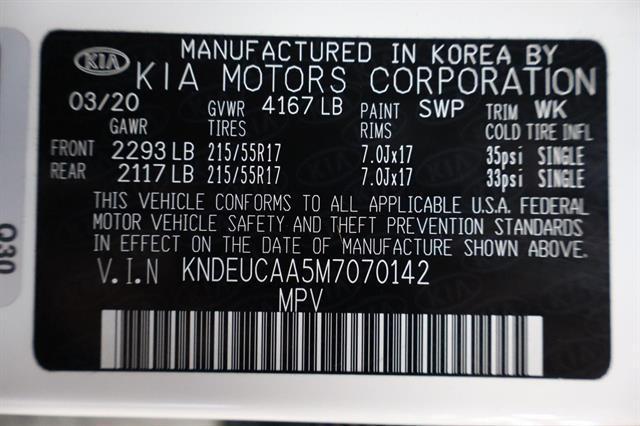 KIA MANUFACTURED IN KOREA BY
KIA MOTORS CORPORATION
03/20 GVWR 4167 LB PAINT SWP TRIM WK
GAWR TIRES RIMS COLD TIRE INFL
FRONT 2293 LB 215/55R17 7.0Jx17 35psi SINGLE
REAR 2117 LB 215/55R17 7.0Jx17 33psi SINGLE
THIS VEHICLE CONFORMS TO ALL APPLICABLE U.S.A. FEDERAL
MOTOR VEHICLE SAFETY AND THEFT PREVENTION STANDARDS
IN EFFECT ON THE DATE OF MANUFACTURE SHOWN ABOVE.
V.I.N KNDEUCAA5M7070142
MPV
Q30